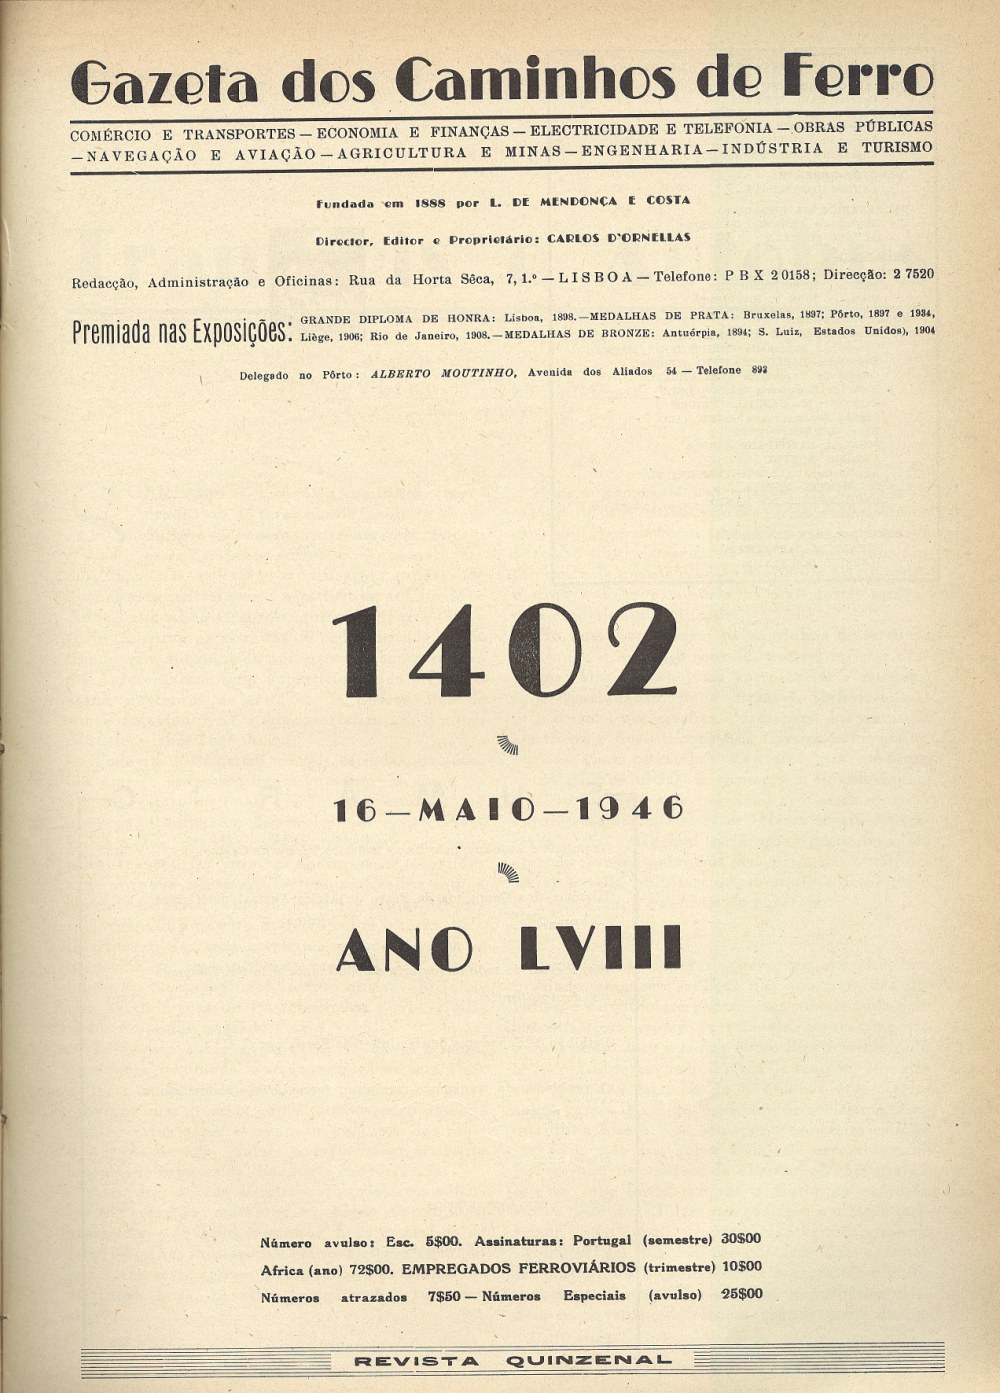 Gazeta dos Caminhos de Ferro
COMÉRCIO E TRANSPORTES — ECONOMIA E FINANÇAS — ELECTRICIDADE E TELEFONIA — OBRAS PÚBLICAS
— NAVEGAÇÃO E AVIAÇÃO — AGRICULTURA E MINAS — ENGENHARIA — INDÚSTRIA E TURISMO
Fundada em 1888 por L. DE MENDONÇA E COSTA
Director, Editor e Proprietário: CARLOS D'ORNELLAS
Redacção, Administração e Oficinas: Rua da Horta Sêca, 7, 1.º — LISBOA — Telefone: P B X 2 0158; Direcção: 2 7520
Premiada nas Exposições:
GRANDE DIPLOMA DE HONRA: Lisboa, 1898. — MEDALHAS DE PRATA: Bruxelas, 1897; Pôrto, 1897 e 1934,
Liège, 1906; Rio de Janeiro, 1908. — MEDALHAS DE BRONZE: Antuérpia, 1894; S. Luiz, Estados Unidos), 1904
Delegado no Pôrto: ALBERTO MOUTINHO, Avenida dos Aliados 54 — Telefone 893
1402
16 — MAIO — 1946
ANO LVIII
Número avulso: Esc. 5$00. Assinaturas: Portugal (semestre) 30$00
Africa (ano) 72$00. EMPREGADOS FERROVIÁRIOS (trimestre) 10$00
Números atrazados 7$50 — Números Especiais (avulso) 25$00
REVISTA QUINZENAL